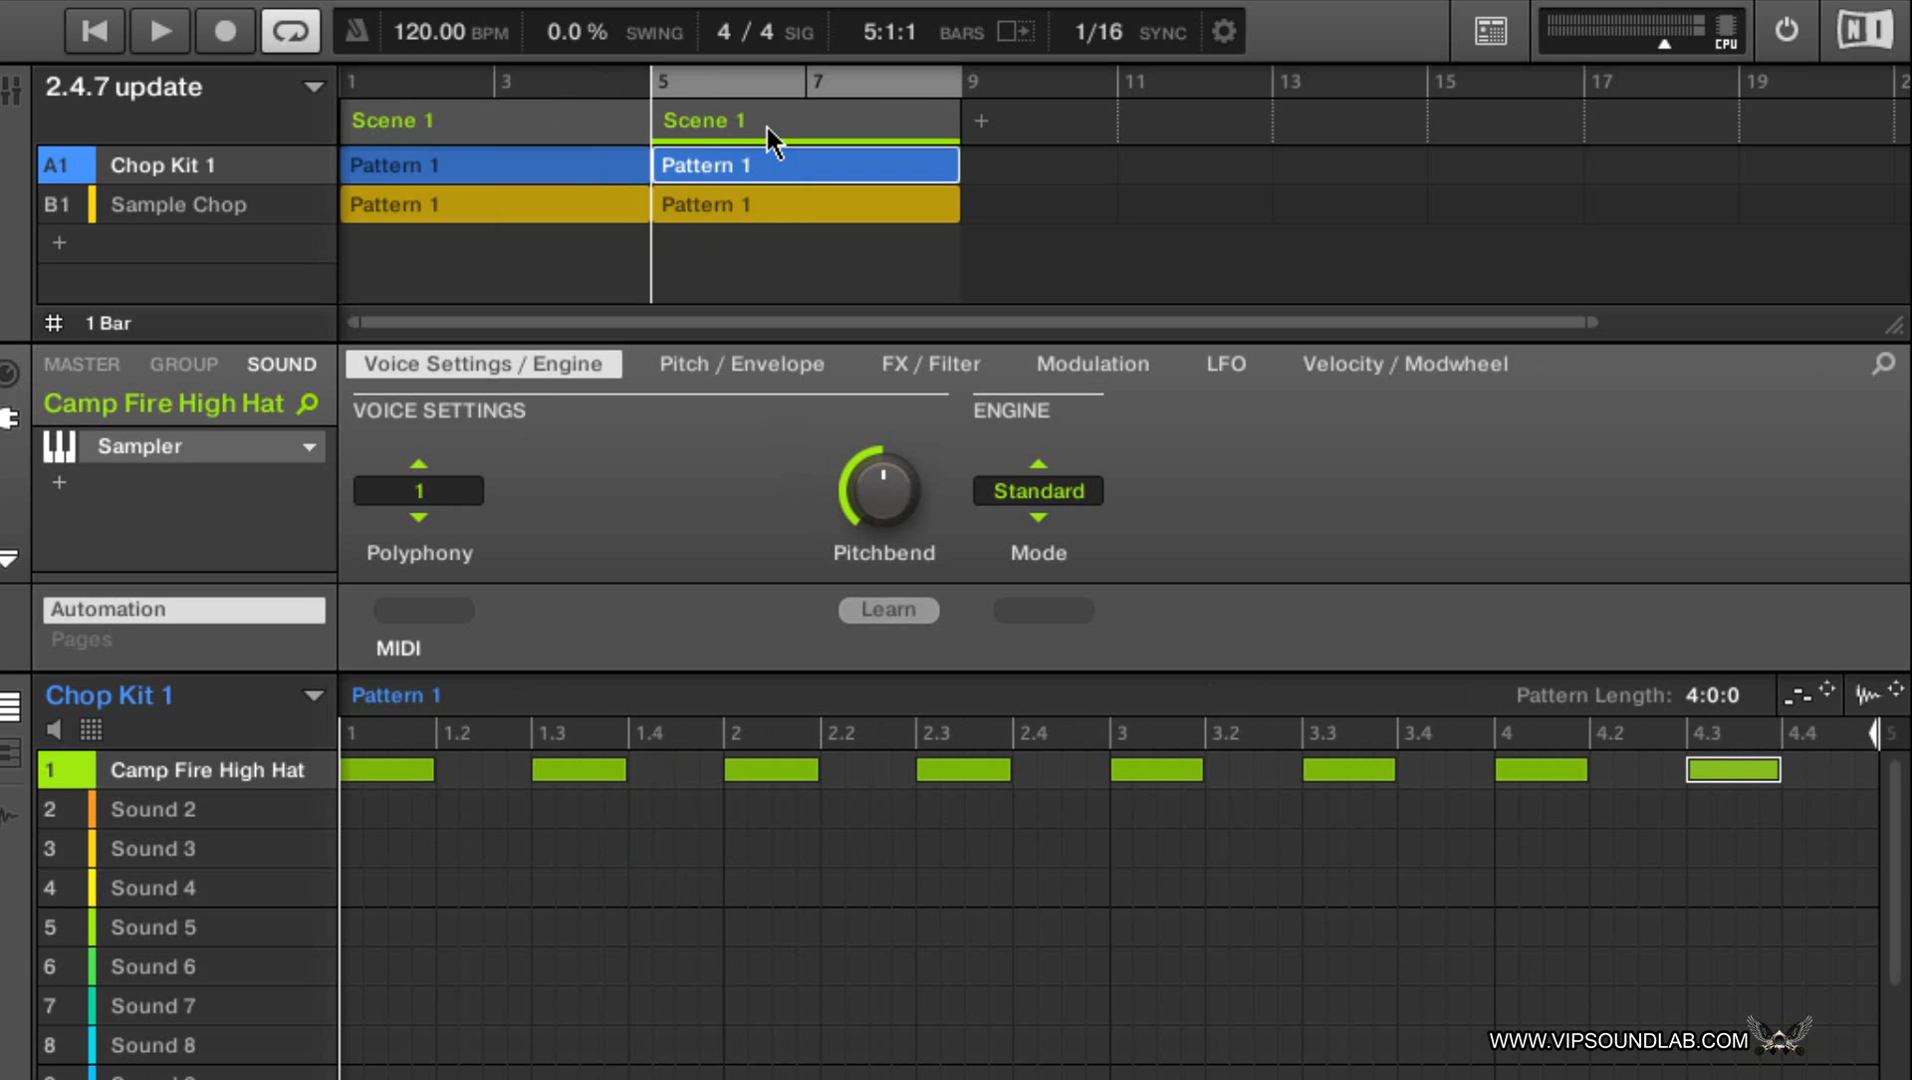 120.00 BPM 0.0 % SWING 4 / 4 SIG 5:1:1 BARS 1/16 SYNC CPU NI
2.4.7 update 1 3 5 7 9 11 13 15 17 19 2
Scene 1 Scene 1 +
A1 Chop Kit 1 Pattern 1 Pattern 1
B1 Sample Chop Pattern 1 Pattern 1
+
# 1 Bar
MASTER GROUP SOUND Voice Settings / Engine Pitch / Envelope FX / Filter Modulation LFO Velocity / Modwheel
Camp Fire High Hat VOICE SETTINGS ENGINE
Sampler
+ 1 Standard
Polyphony Pitchbend Mode
Automation Learn
Pages MIDI
Chop Kit 1 Pattern 1 Pattern Length: 4:0:0
1 1.2 1.3 1.4 2 2.2 2.3 2.4 3 3.2 3.3 3.4 4 4.2 4.3 4.4 5
1 Camp Fire High Hat
2 Sound 2
3 Sound 3
4 Sound 4
5 Sound 5
6 Sound 6
7 Sound 7
8 Sound 8
WWW.VIPSOUNDLAB.COM